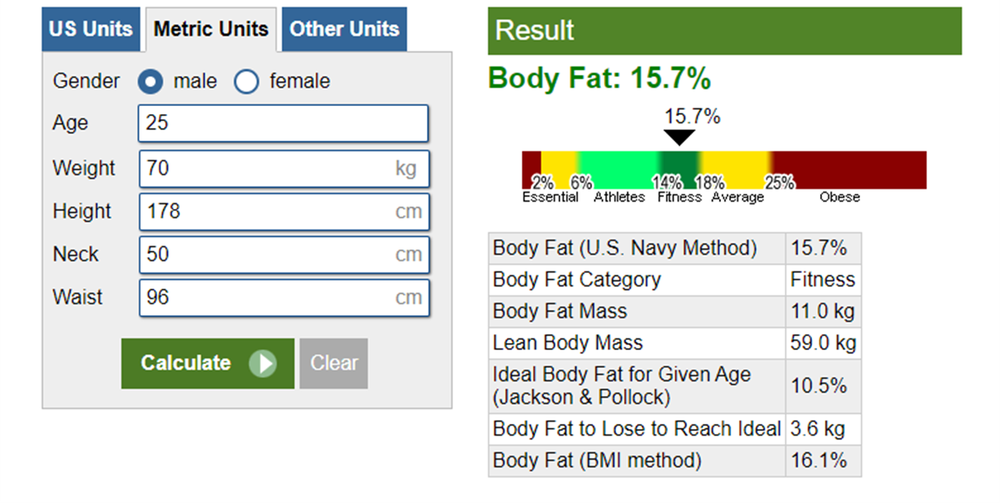 US Units Metric Units Other Units
Gender male female
Age 25
Weight 70 kg
Height 178 cm
Neck 50 cm
Waist 96 cm
Calculate Clear
Result
Body Fat: 15.7%
15.7%
2% 6% 14% 18% 25%
Essential Athletes Fitness Average Obese
Body Fat (U.S. Navy Method) 15.7%
Body Fat Category Fitness
Body Fat Mass 11.0 kg
Lean Body Mass 59.0 kg
Ideal Body Fat for Given Age
(Jackson & Pollock) 10.5%
Body Fat to Lose to Reach Ideal 3.6 kg
Body Fat (BMI method) 16.1%